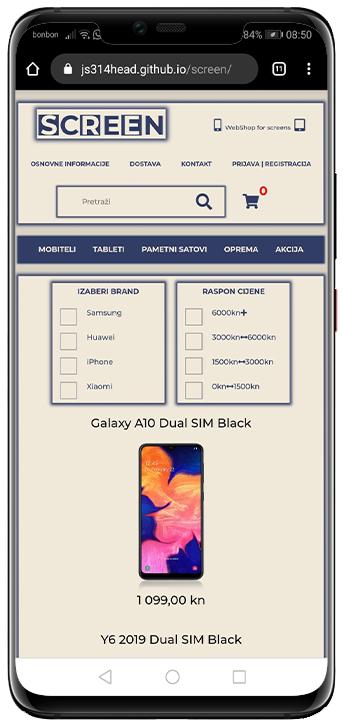 bonbon 84% 08:50
js314head.github.io/screen/ 11
SCREEN WebShop for screens
OSNOVNE INFORMACIJE DOSTAVA KONTAKT PRIJAVA | REGISTRACIJA
Pretraži 0
MOBITELI TABLETI PAMETNI SATOVI OPREMA AKCIJA
IZABERI BRAND
Samsung
Huawei
iPhone
Xiaomi
RASPON CIJENE
6000kn+
3000kn↔6000kn
1500kn↔3000kn
0kn↔1500kn
Galaxy A10 Dual SIM Black
1 099,00 kn
Y6 2019 Dual SIM Black